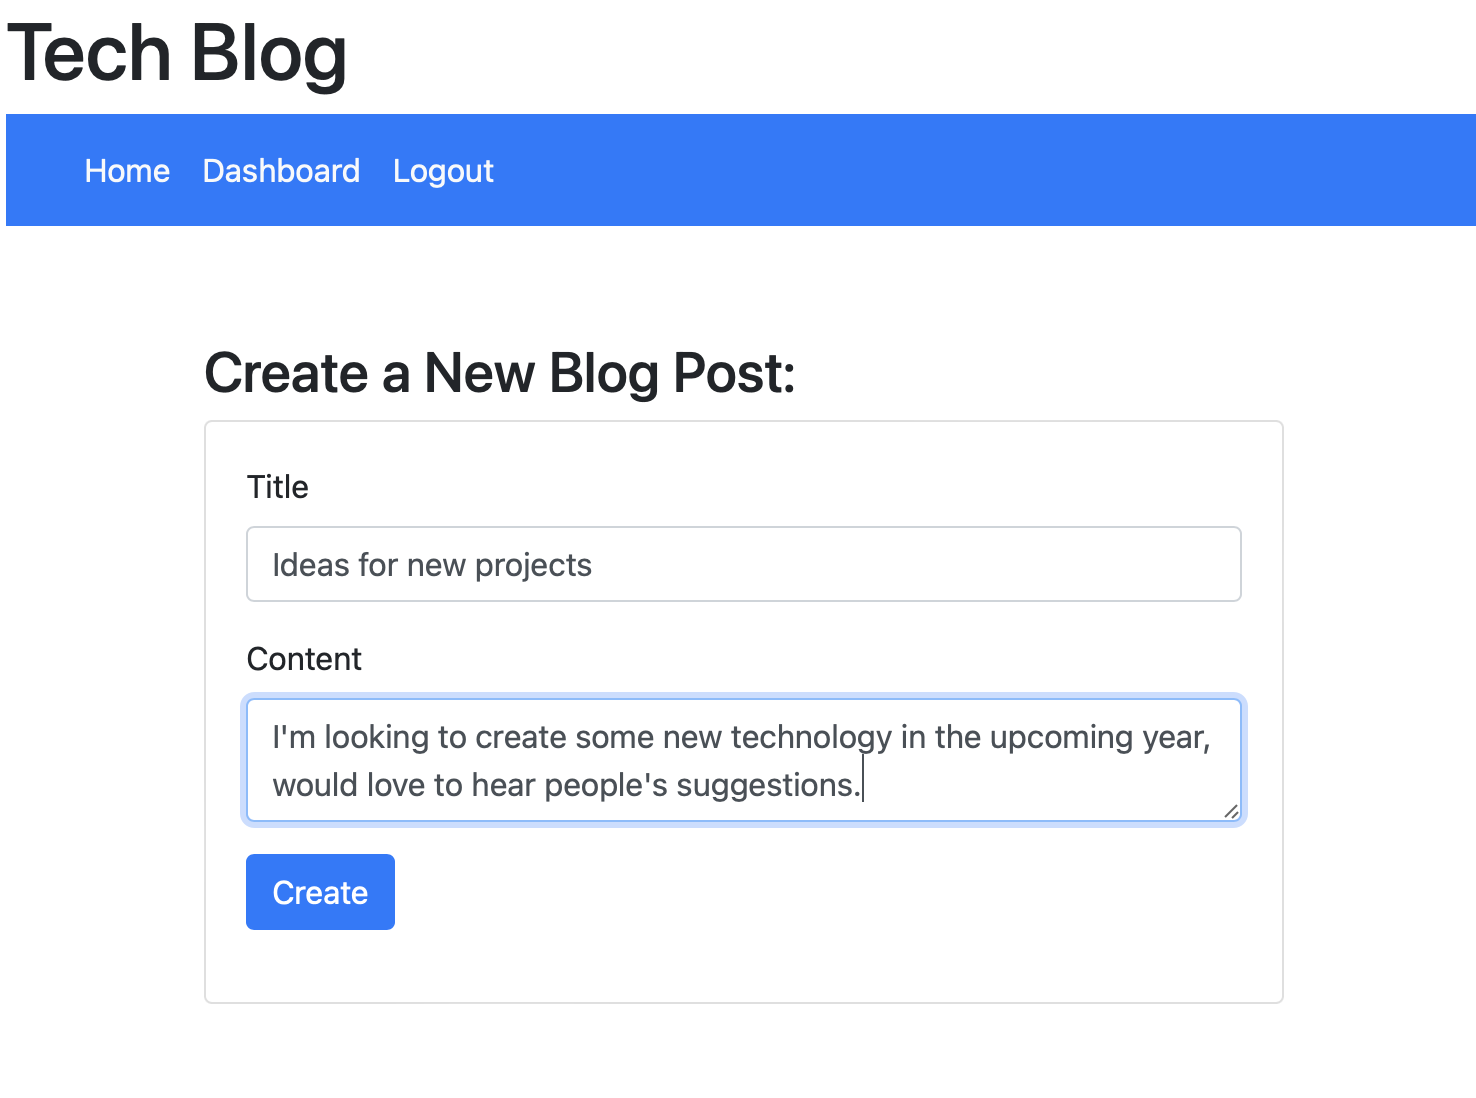 Tech Blog
Home Dashboard Logout
Create a New Blog Post:
Title
Ideas for new projects
Content
I'm looking to create some new technology in the upcoming year,
would love to hear people's suggestions.
Create